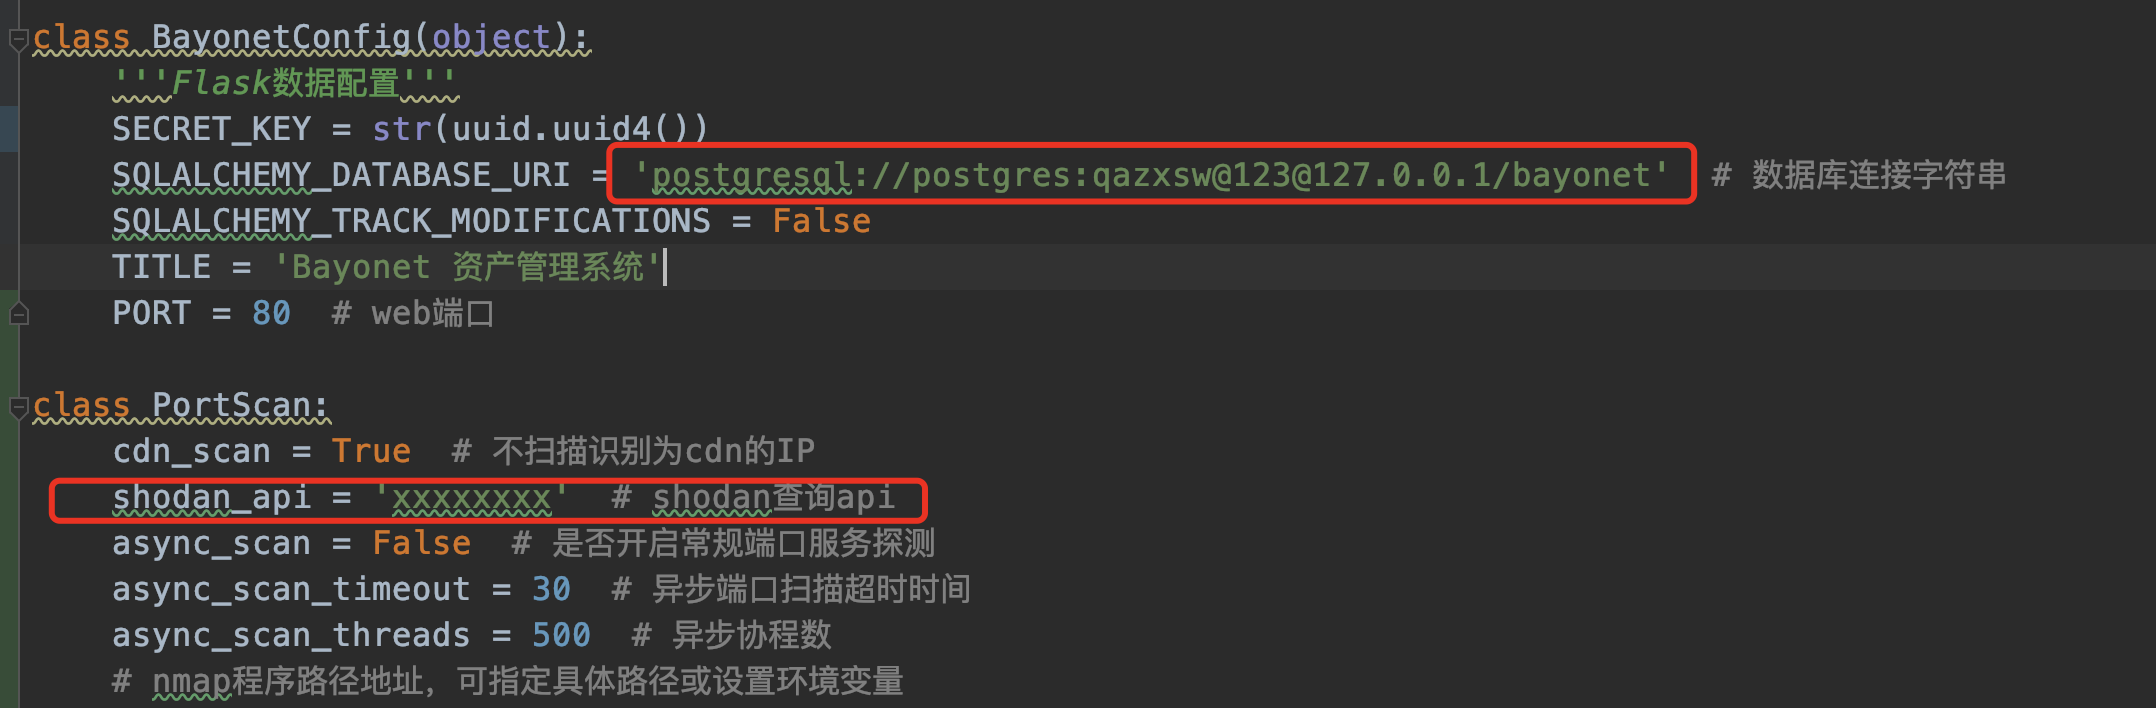 class BayonetConfig(object):
    '''Flask数据配置'''
    SECRET_KEY = str(uuid.uuid4())
    SQLALCHEMY_DATABASE_URI = 'postgresql://postgres:qazxsw@123@127.0.0.1/bayonet'  # 数据库连接字符串
    SQLALCHEMY_TRACK_MODIFICATIONS = False
    TITLE = 'Bayonet 资产管理系统'
    PORT = 80  # web端口
class PortScan:
    cdn_scan = True  # 不扫描识别为cdn的IP
    shodan_api = 'xxxxxxxx'  # shodan查询api
    async_scan = False  # 是否开启常规端口服务探测
    async_scan_timeout = 30  # 异步端口扫描超时时间
    async_scan_threads = 500  # 异步协程数
    # nmap程序路径地址，可指定具体路径或设置环境变量